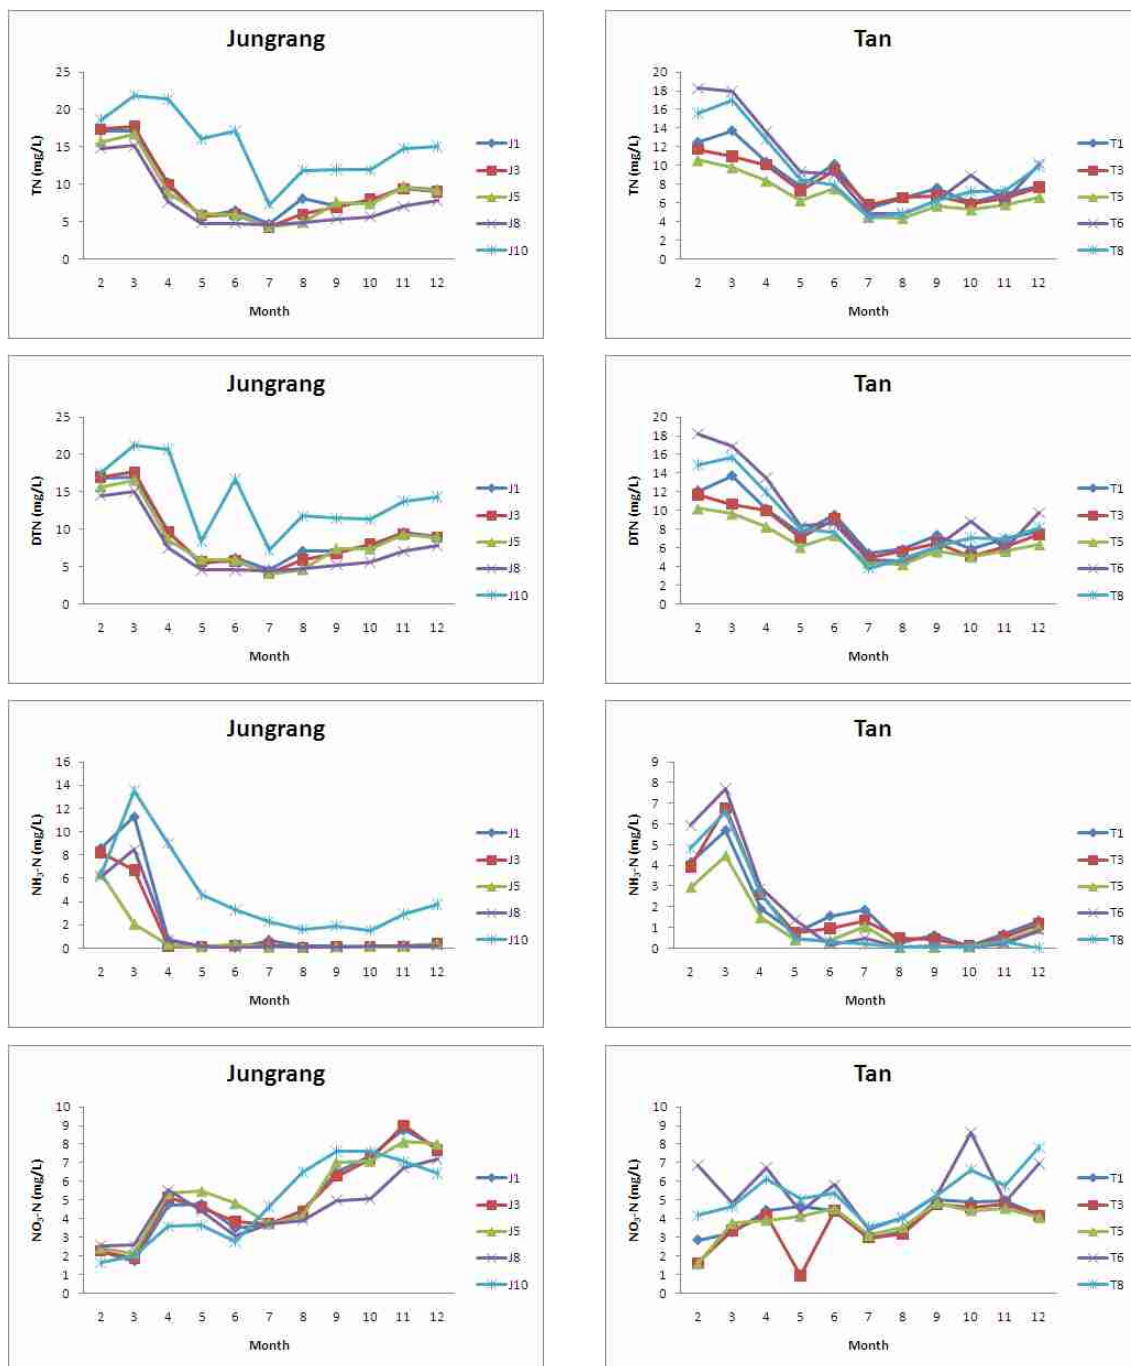 Jungrang
25
20
15
10
5
0
TN (mg/L)
2 3 4 5 6 7 8 9 10 11 12
Month
J1
J3
J5
J8
J10
Tan
20
18
16
14
12
10
8
6
4
2
0
TN (mg/L)
2 3 4 5 6 7 8 9 10 11 12
Month
T1
T3
T5
T6
T8
Jungrang
25
20
15
10
5
0
DTN (mg/L)
2 3 4 5 6 7 8 9 10 11 12
Month
J1
J3
J5
J8
J10
Tan
20
18
16
14
12
10
8
6
4
2
0
DTN (mg/L)
2 3 4 5 6 7 8 9 10 11 12
Month
T1
T3
T5
T6
T8
Jungrang
16
14
12
10
8
6
4
2
0
NH₃-N (mg/L)
2 3 4 5 6 7 8 9 10 11 12
Month
J1
J3
J5
J8
J10
Tan
9
8
7
6
5
4
3
2
1
0
NH₃-N (mg/L)
2 3 4 5 6 7 8 9 10 11 12
Month
T1
T3
T5
T6
T8
Jungrang
10
9
8
7
6
5
4
3
2
1
0
NO₃-N (mg/L)
2 3 4 5 6 7 8 9 10 11 12
Month
J1
J3
J5
J8
J10
Tan
10
9
8
7
6
5
4
3
2
1
0
NO₃-N (mg/L)
2 3 4 5 6 7 8 9 10 11 12
Month
T1
T3
T5
T6
T8